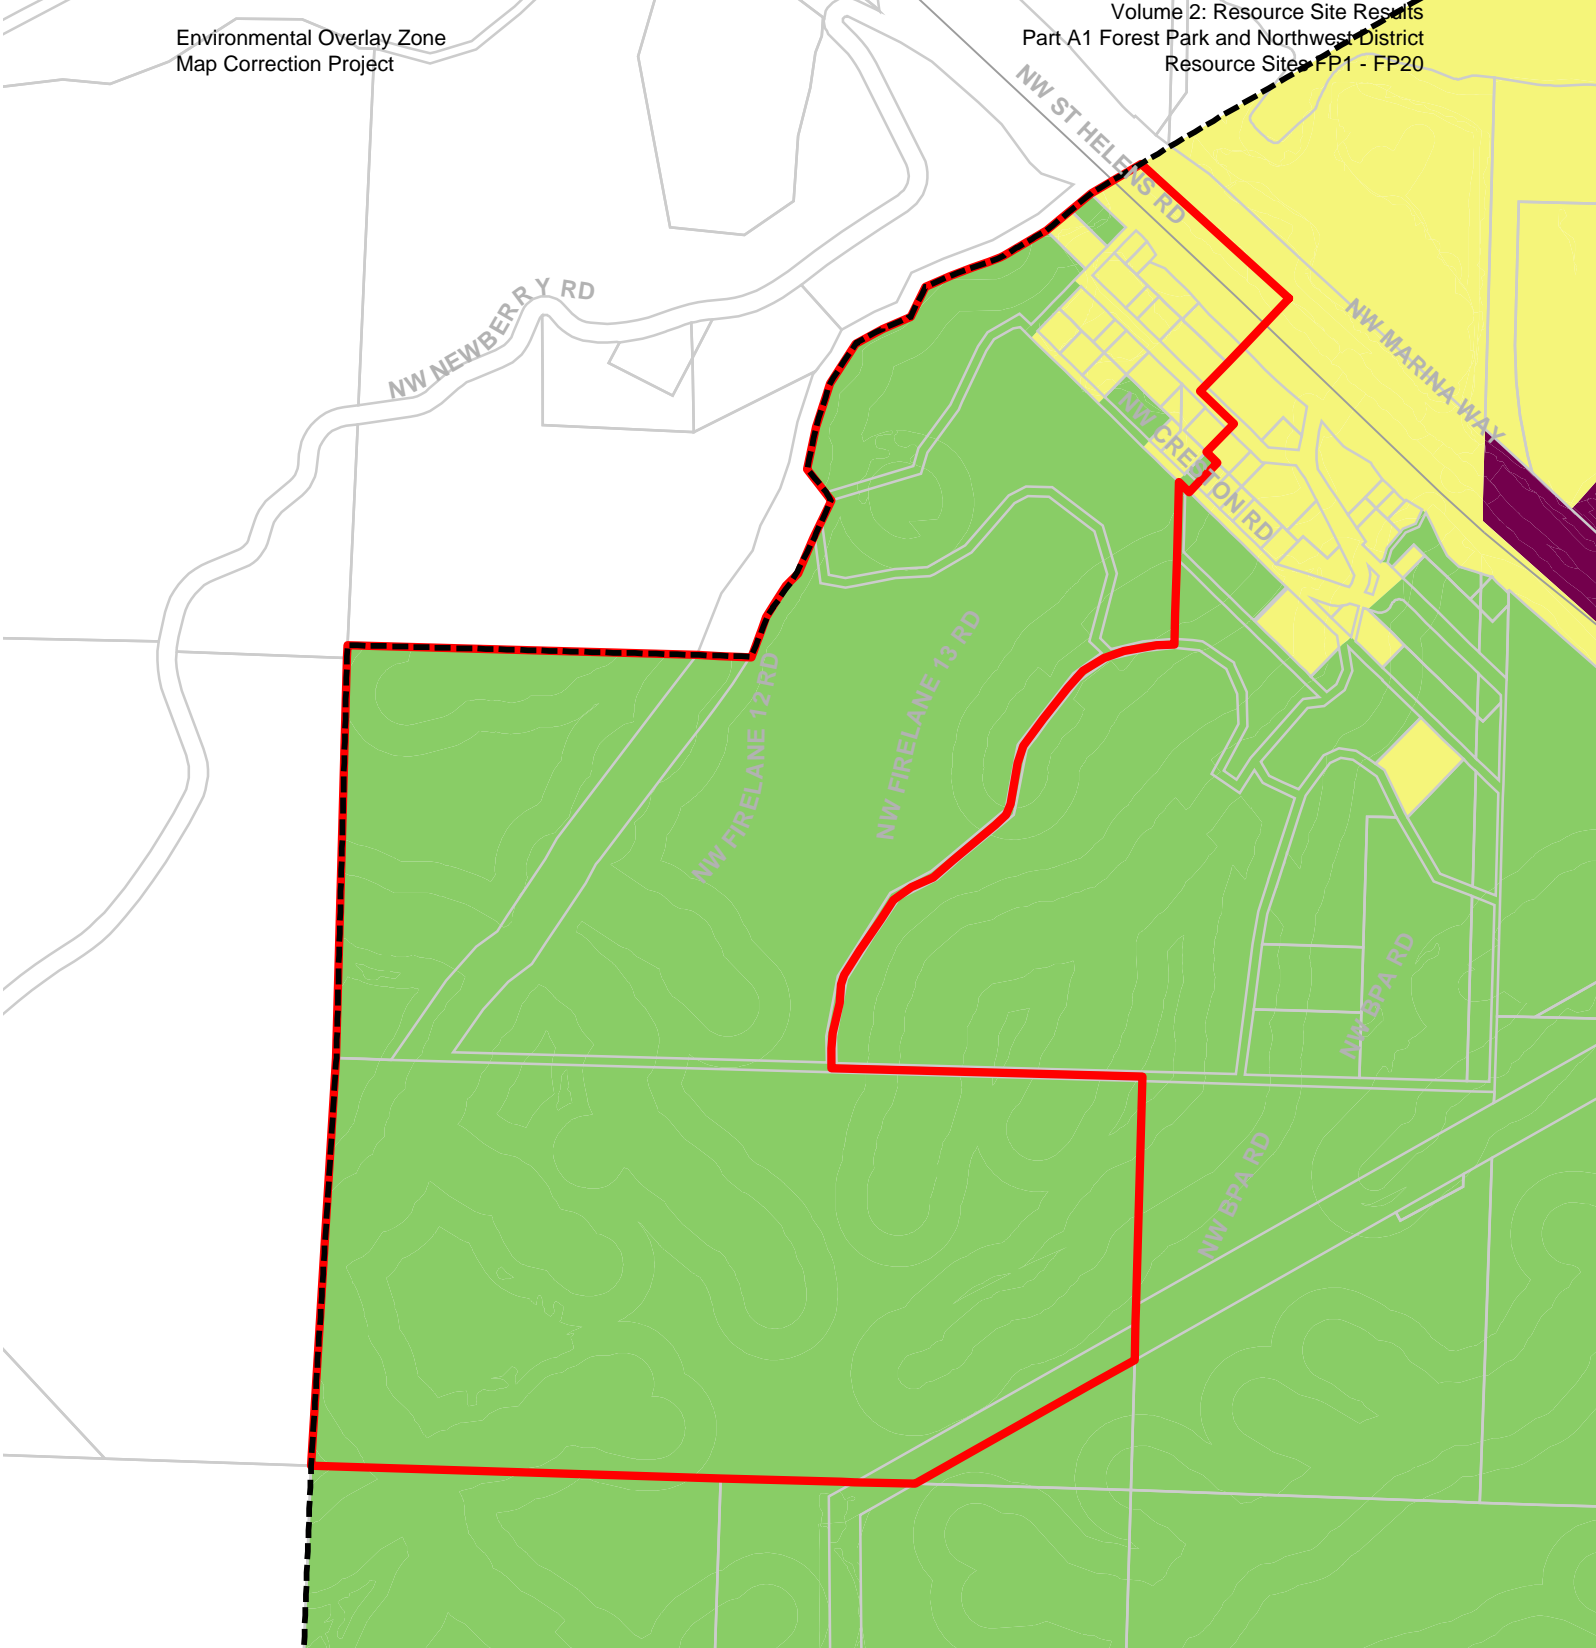 Environmental Overlay Zone
Map Correction Project
Volume 2: Resource Site Results
Part A1 Forest Park and Northwest District
Resource Sites FP1 - FP20
NW ST HELENS RD
NW NEWBERRY RD
NW MARINA WAY
NW CRESTON RD
NW FIRELANE 12 RD
NW FIRELANE 13 RD
NW BPA RD
NW BPA RD